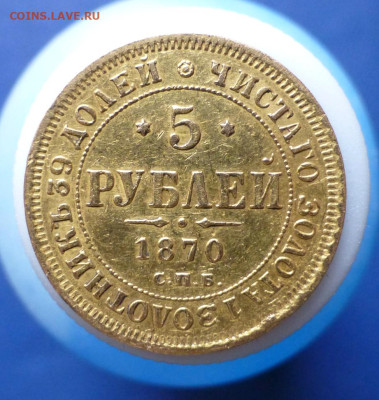 COINS.LAVE.RU
ЧИСТАГО ЗОЛОТА 1 ЗОЛОТНИКЪ 39 ДОЛЕЙ
5
РУБЛЕЙ
1870
С.П.Б.